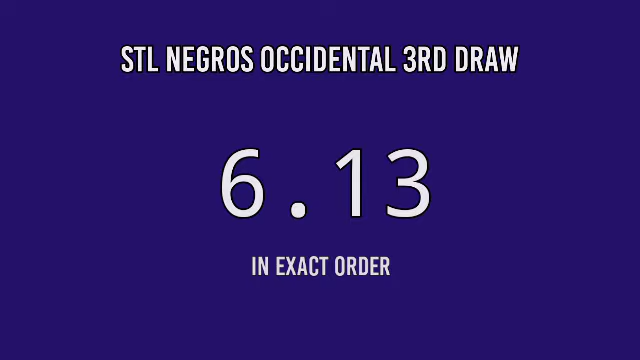 STL NEGROS OCCIDENTAL 3RD DRAW
6.13
IN EXACT ORDER